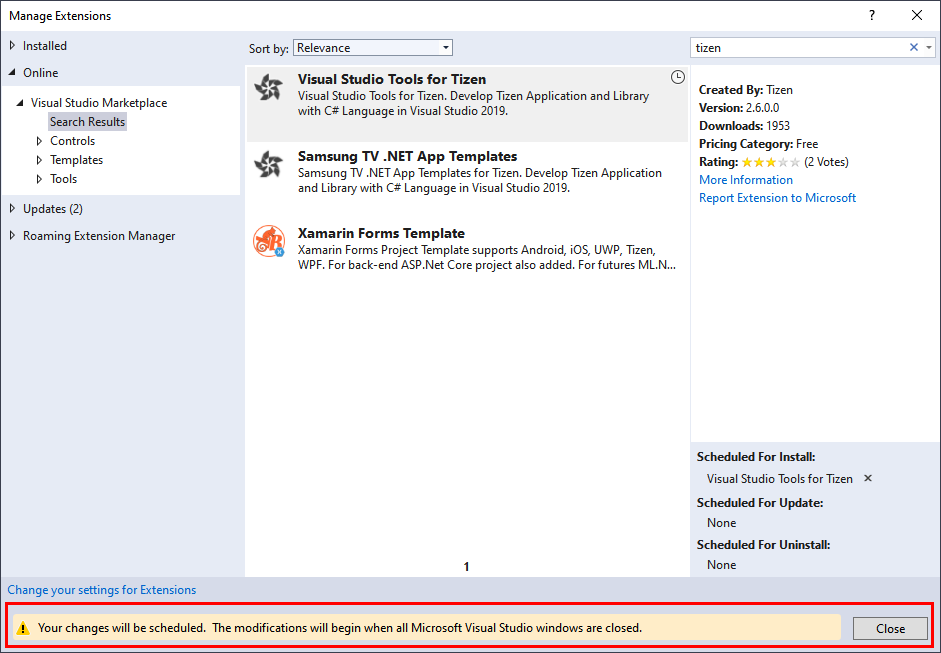 Manage Extensions
?
Installed
Online
Visual Studio Marketplace
Search Results
Controls
Templates
Tools
Updates (2)
Roaming Extension Manager
Sort by: Relevance
Visual Studio Tools for Tizen
Visual Studio Tools for Tizen. Develop Tizen Application and Library
with C# Language in Visual Studio 2019.
Samsung TV .NET App Templates
Samsung TV .NET App Templates for Tizen. Develop Tizen Application
and Library with C# Language in Visual Studio 2019.
Xamarin Forms Template
Xamarin Forms Project Template supports Android, iOS, UWP, Tizen,
WPF. For back-end ASP.Net Core project also added. For futures ML.N...
1
tizen
Created By: Tizen
Version: 2.6.0.0
Downloads: 1953
Pricing Category: Free
Rating: (2 Votes)
More Information
Report Extension to Microsoft
Scheduled For Install:
Visual Studio Tools for Tizen
Scheduled For Update:
None
Scheduled For Uninstall:
None
Change your settings for Extensions
Your changes will be scheduled. The modifications will begin when all Microsoft Visual Studio windows are closed.
Close